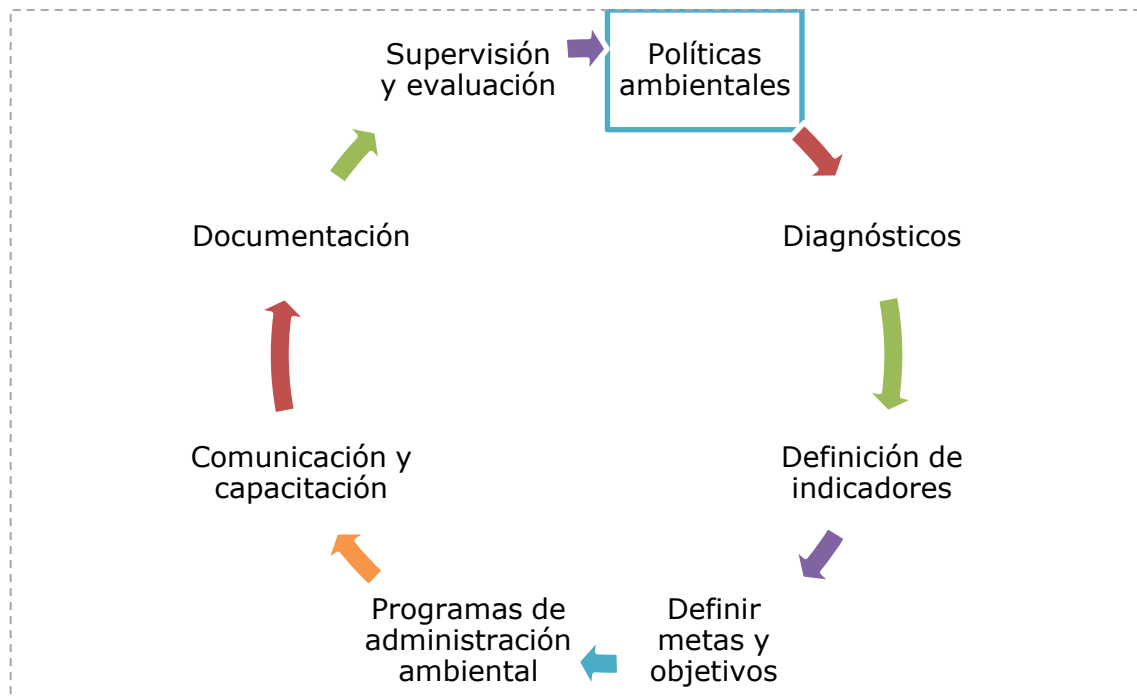 Supervisión
y evaluación
Políticas
ambientales
Diagnósticos
Definición de
indicadores
Definir
metas y
objetivos
Programas de
administración
ambiental
Comunicación y
capacitación
Documentación